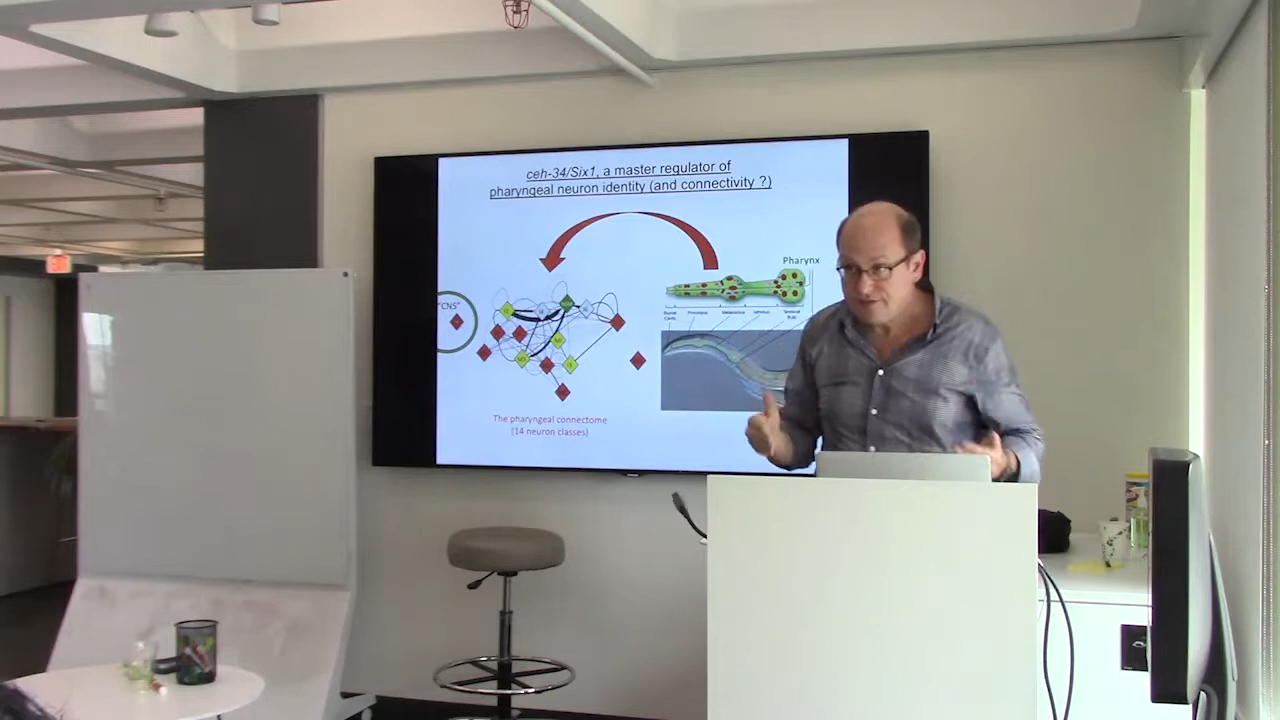 ceh-34/Six1, a master regulator of
pharyngeal neuron identity (and connectivity ?)
Pharynx
"CNS"
The pharyngeal connectome
(14 neuron classes)